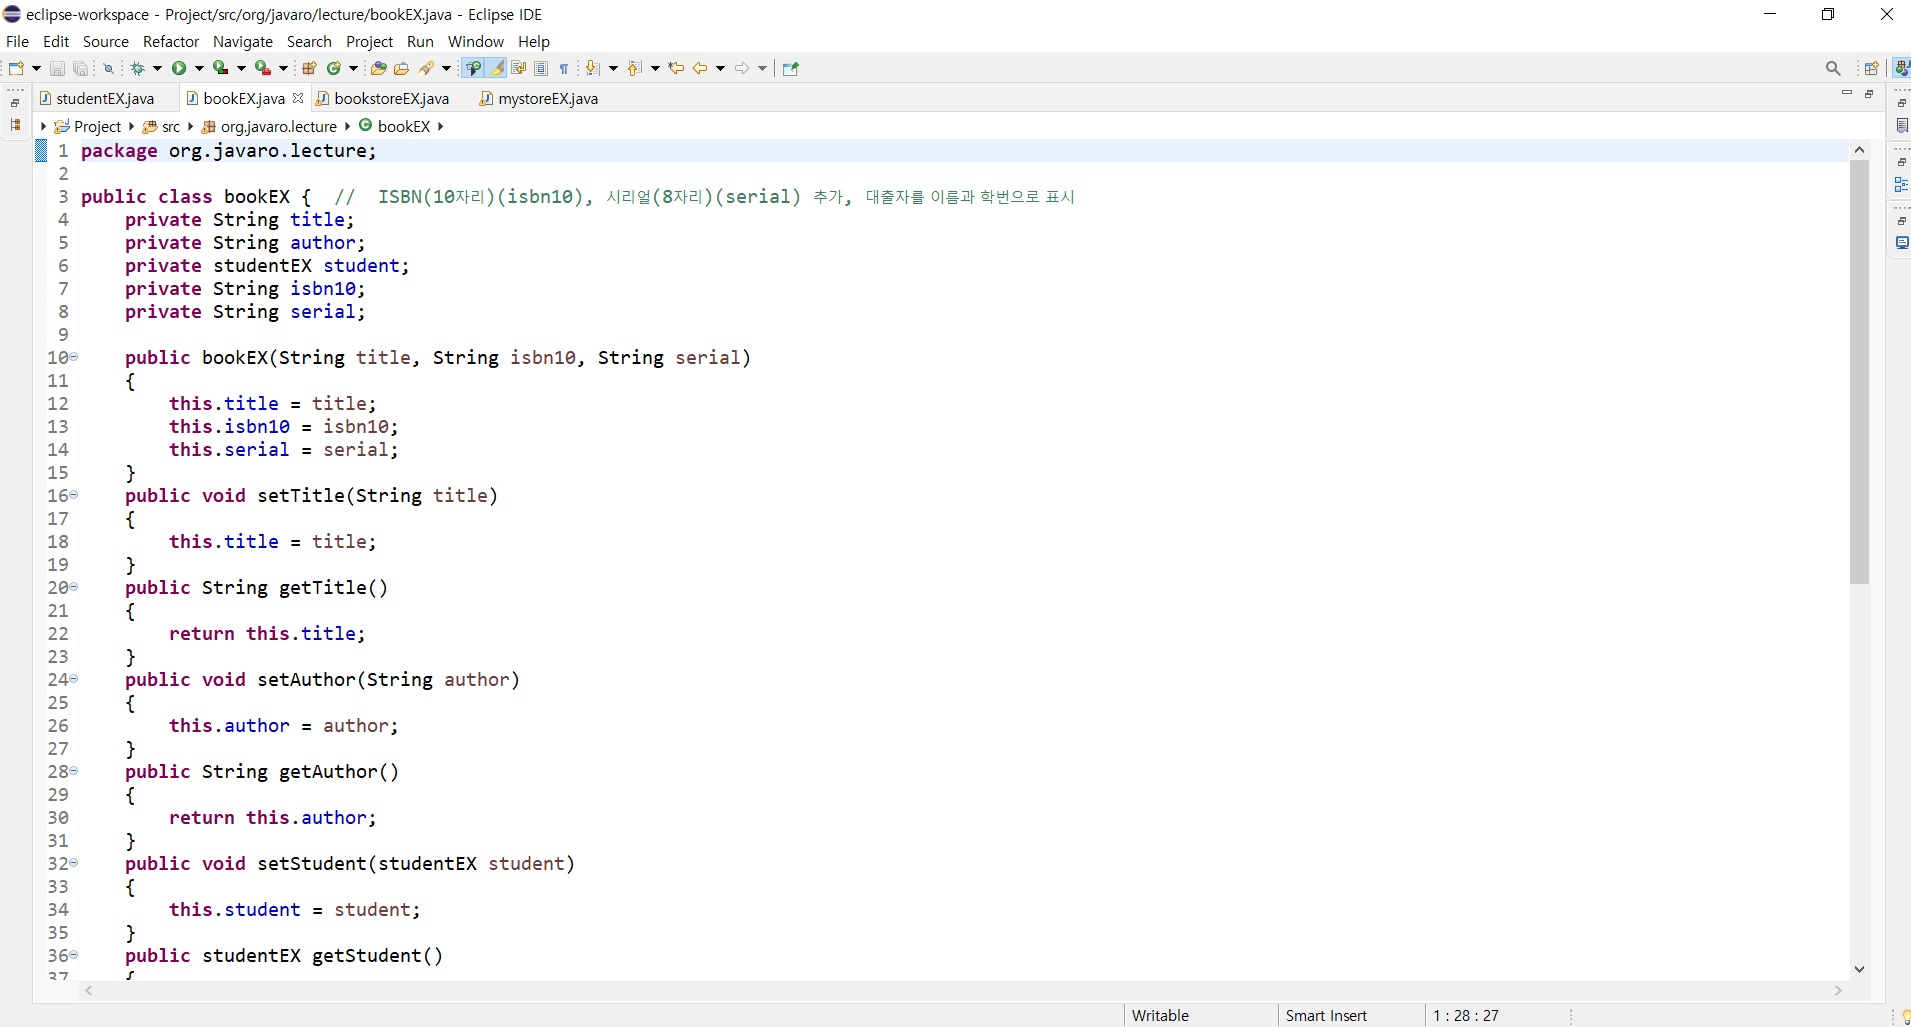 eclipse-workspace - Project/src/org/javaro/lecture/bookEX.java - Eclipse IDE
File Edit Source Refactor Navigate Search Project Run Window Help
studentEX.java bookEX.java bookstoreEX.java mystoreEX.java
Project src org.javaro.lecture bookEX
1 package org.javaro.lecture;
2
3 public class bookEX { // ISBN(10자리)(isbn10), 시리얼(8자리)(serial) 추가, 대출자를 이름과 학번으로 표시
4 private String title;
5 private String author;
6 private studentEX student;
7 private String isbn10;
8 private String serial;
9
10 public bookEX(String title, String isbn10, String serial)
11 {
12 this.title = title;
13 this.isbn10 = isbn10;
14 this.serial = serial;
15 }
16 public void setTitle(String title)
17 {
18 this.title = title;
19 }
20 public String getTitle()
21 {
22 return this.title;
23 }
24 public void setAuthor(String author)
25 {
26 this.author = author;
27 }
28 public String getAuthor()
29 {
30 return this.author;
31 }
32 public void setStudent(studentEX student)
33 {
34 this.student = student;
35 }
36 public studentEX getStudent()
37 {
Writable Smart Insert 1 : 28 : 27